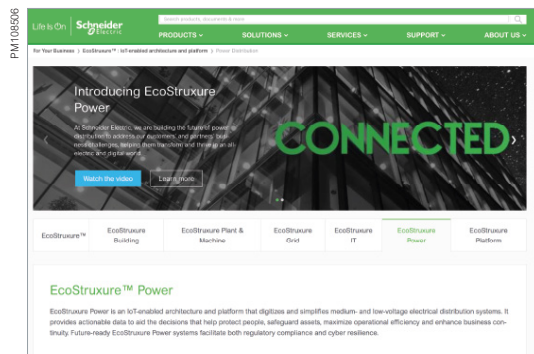 PM108506
Life Is On | Schneider Electric
Search products, documents & more
PRODUCTS SOLUTIONS SERVICES SUPPORT ABOUT US
For Your Business | EcoStruxure™ : IoT-enabled architecture and platform | Power Distribution
Introducing EcoStruxure
Power
At Schneider Electric, we are building the future of power
distribution to address our customers' and partners' busi-
ness challenges, helping them transform and thrive in an all-
electric and digital world.
CONNECTED
Watch the video Learn more
EcoStruxure™
EcoStruxure
Building
EcoStruxure Plant &
Machine
EcoStruxure
Grid
EcoStruxure
IT
EcoStruxure
Power
EcoStruxure
Platform
EcoStruxure™ Power
EcoStruxure Power is an IoT-enabled architecture and platform that digitizes and simplifies medium- and low-voltage electrical distribution systems. It
provides actionable data to aid the decisions that help protect people, safeguard assets, maximize operational efficiency and enhance business con-
tinuity. Future-ready EcoStruxure Power systems facilitate both regulatory compliance and cyber resilience.